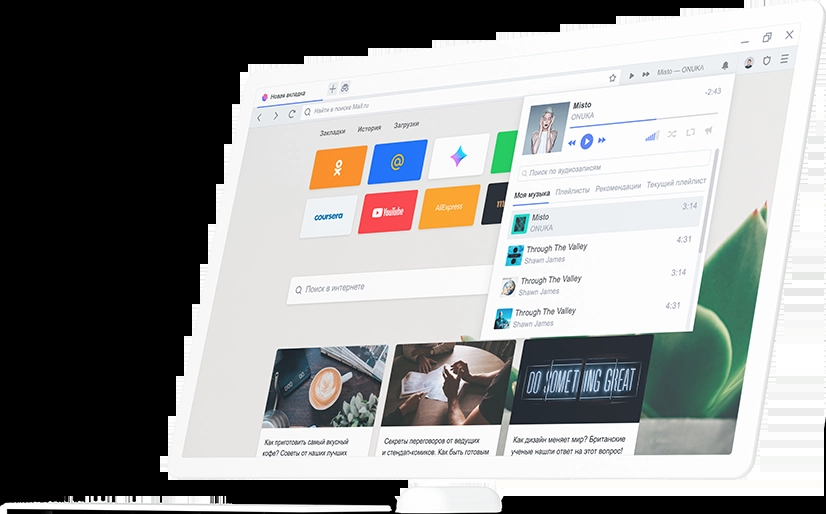 Новая вкладка
Найти в поиске Mail.ru
Misto — ONUKA
Закладки История Загрузки
coursera
YouTube
AliExpress
Поиск в интернете
Misto
-2:43
ONUKA
Поиск по аудиозаписям
Моя музыка Плейлисты Рекомендации Текущий плейлист
Misto
3:14
ONUKA
Through The Valley
4:31
Shawn James
Through The Valley
3:14
Shawn James
Through The Valley
4:31
Shawn James
DO SOMETHING GREAT
Как приготовить самый вкусный
кофе? Советы от наших лучших
Секреты переговоров от ведущих
и стендап-комиков. Как быть готовым
Как дизайн меняет мир? Британские
ученые нашли ответ на этот вопрос!